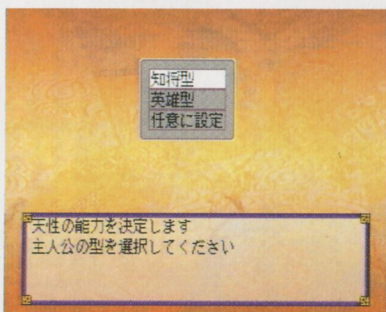 知将型
英雄型
任意に設定
天性の能力を決定します
主人公の型を選択してください